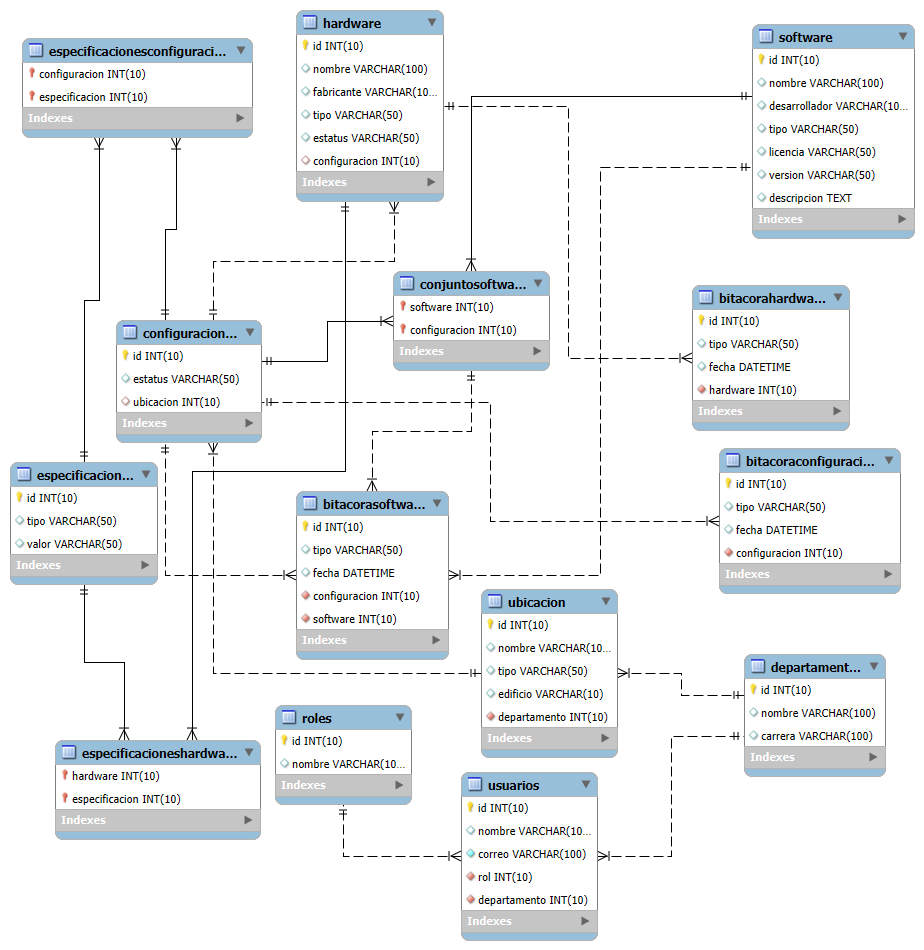 especificacionesconfiguraci...
configuracion INT(10)
especificacion INT(10)
Indexes
hardware
id INT(10)
nombre VARCHAR(100)
fabricante VARCHAR(10...
tipo VARCHAR(50)
estatus VARCHAR(50)
configuracion INT(10)
Indexes
software
id INT(10)
nombre VARCHAR(100)
desarrollador VARCHAR(10...
tipo VARCHAR(50)
licencia VARCHAR(50)
version VARCHAR(50)
descripcion TEXT
Indexes
conjuntosoftwa...
software INT(10)
configuracion INT(10)
Indexes
bitacorahardwa...
id INT(10)
tipo VARCHAR(50)
fecha DATETIME
hardware INT(10)
Indexes
configuracion...
id INT(10)
estatus VARCHAR(50)
ubicacion INT(10)
Indexes
bitacoraconfiguraci...
id INT(10)
tipo VARCHAR(50)
fecha DATETIME
configuracion INT(10)
Indexes
especificacion...
id INT(10)
tipo VARCHAR(50)
valor VARCHAR(50)
Indexes
bitacorasoftwa...
id INT(10)
tipo VARCHAR(50)
fecha DATETIME
configuracion INT(10)
software INT(10)
Indexes
ubicacion
id INT(10)
nombre VARCHAR(10...
tipo VARCHAR(50)
edificio VARCHAR(10)
departamento INT(10)
Indexes
departament...
id INT(10)
nombre VARCHAR(100)
carrera VARCHAR(100)
Indexes
roles
id INT(10)
nombre VARCHAR(10...
Indexes
especificacioneshardwa...
hardware INT(10)
especificacion INT(10)
Indexes
usuarios
id INT(10)
nombre VARCHAR(10...
correo VARCHAR(100)
rol INT(10)
departamento INT(10)
Indexes